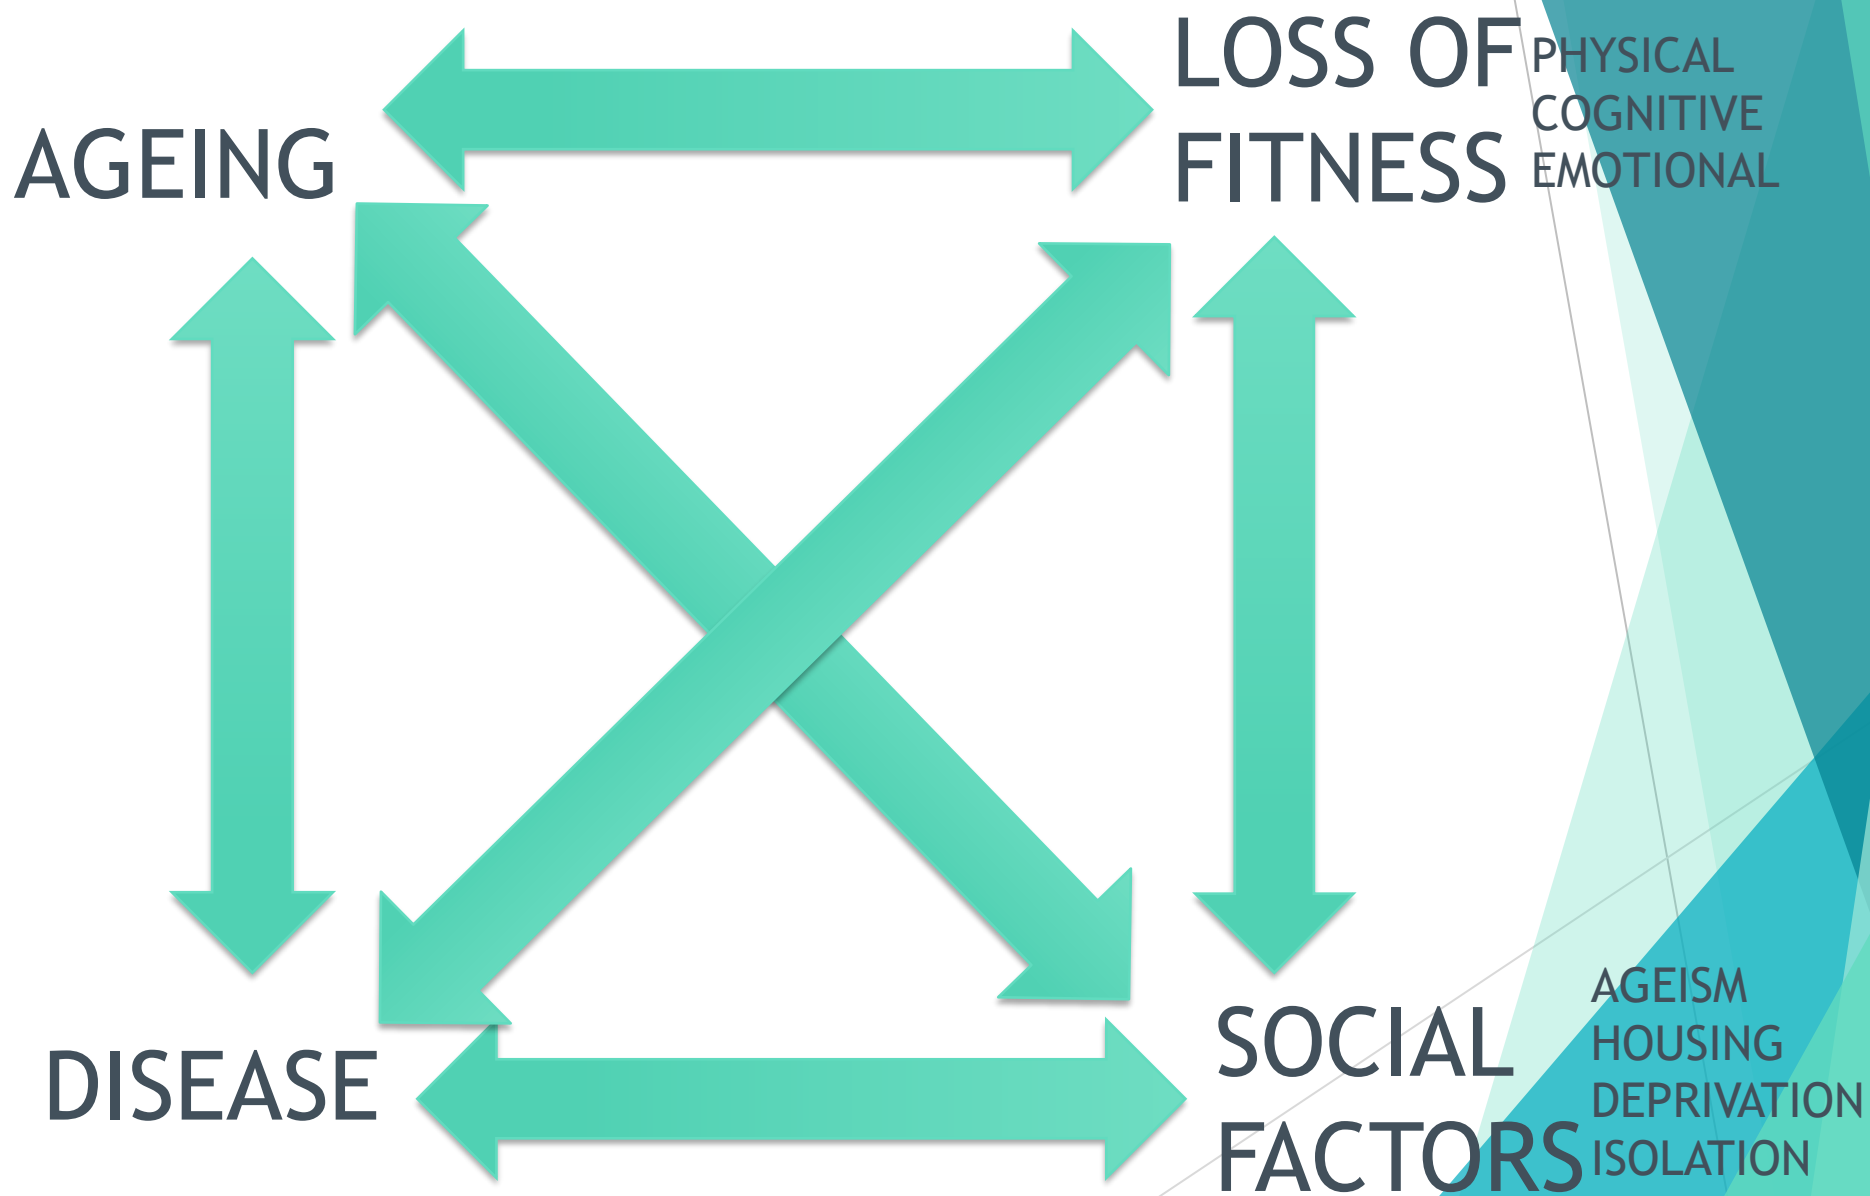 AGEING
LOSS OF
FITNESS
PHYSICAL
COGNITIVE
EMOTIONAL
DISEASE
SOCIAL
FACTORS
AGEISM
HOUSING
DEPRIVATION
ISOLATION